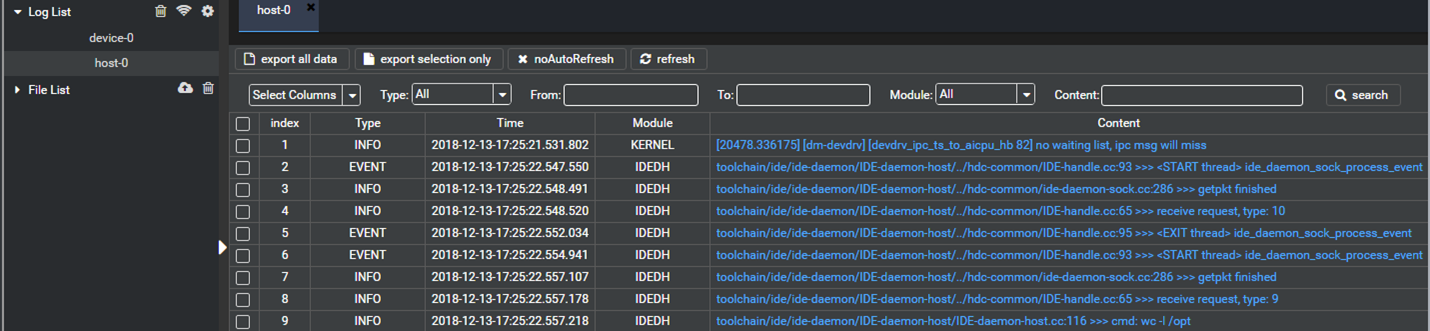 Log List
device-0
host-0
File List
host-0
export all data
export selection only
noAutoRefresh
refresh
Select Columns Type: All From: To: Module: All Content: search
index Type Time Module Content
1 INFO 2018-12-13-17:25:21.531.802 KERNEL [20478.336175] [dm-devdrv] [devdrv_ipc_ts_to_aicpu_hb 82] no waiting list, ipc msg will miss
2 EVENT 2018-12-13-17:25:22.547.550 IDEDH toolchain/ide/ide-daemon/IDE-daemon-host/../hdc-common/IDE-handle.cc:93 >>> <START thread> ide_daemon_sock_process_event
3 INFO 2018-12-13-17:25:22.548.491 IDEDH toolchain/ide/ide-daemon/IDE-daemon-host/../hdc-common/ide-daemon-sock.cc:286 >>> getpkt finished
4 INFO 2018-12-13-17:25:22.548.520 IDEDH toolchain/ide/ide-daemon/IDE-daemon-host/../hdc-common/IDE-handle.cc:65 >>> receive request, type: 10
5 EVENT 2018-12-13-17:25:22.552.034 IDEDH toolchain/ide/ide-daemon/IDE-daemon-host/../hdc-common/IDE-handle.cc:95 >>> <EXIT thread> ide_daemon_sock_process_event
6 EVENT 2018-12-13-17:25:22.554.941 IDEDH toolchain/ide/ide-daemon/IDE-daemon-host/../hdc-common/IDE-handle.cc:93 >>> <START thread> ide_daemon_sock_process_event
7 INFO 2018-12-13-17:25:22.557.107 IDEDH toolchain/ide/ide-daemon/IDE-daemon-host/../hdc-common/ide-daemon-sock.cc:286 >>> getpkt finished
8 INFO 2018-12-13-17:25:22.557.178 IDEDH toolchain/ide/ide-daemon/IDE-daemon-host/../hdc-common/IDE-handle.cc:65 >>> receive request, type: 9
9 INFO 2018-12-13-17:25:22.557.218 IDEDH toolchain/ide/ide-daemon/IDE-daemon-host/IDE-daemon-host.cc:116 >>> cmd: wc -l /opt